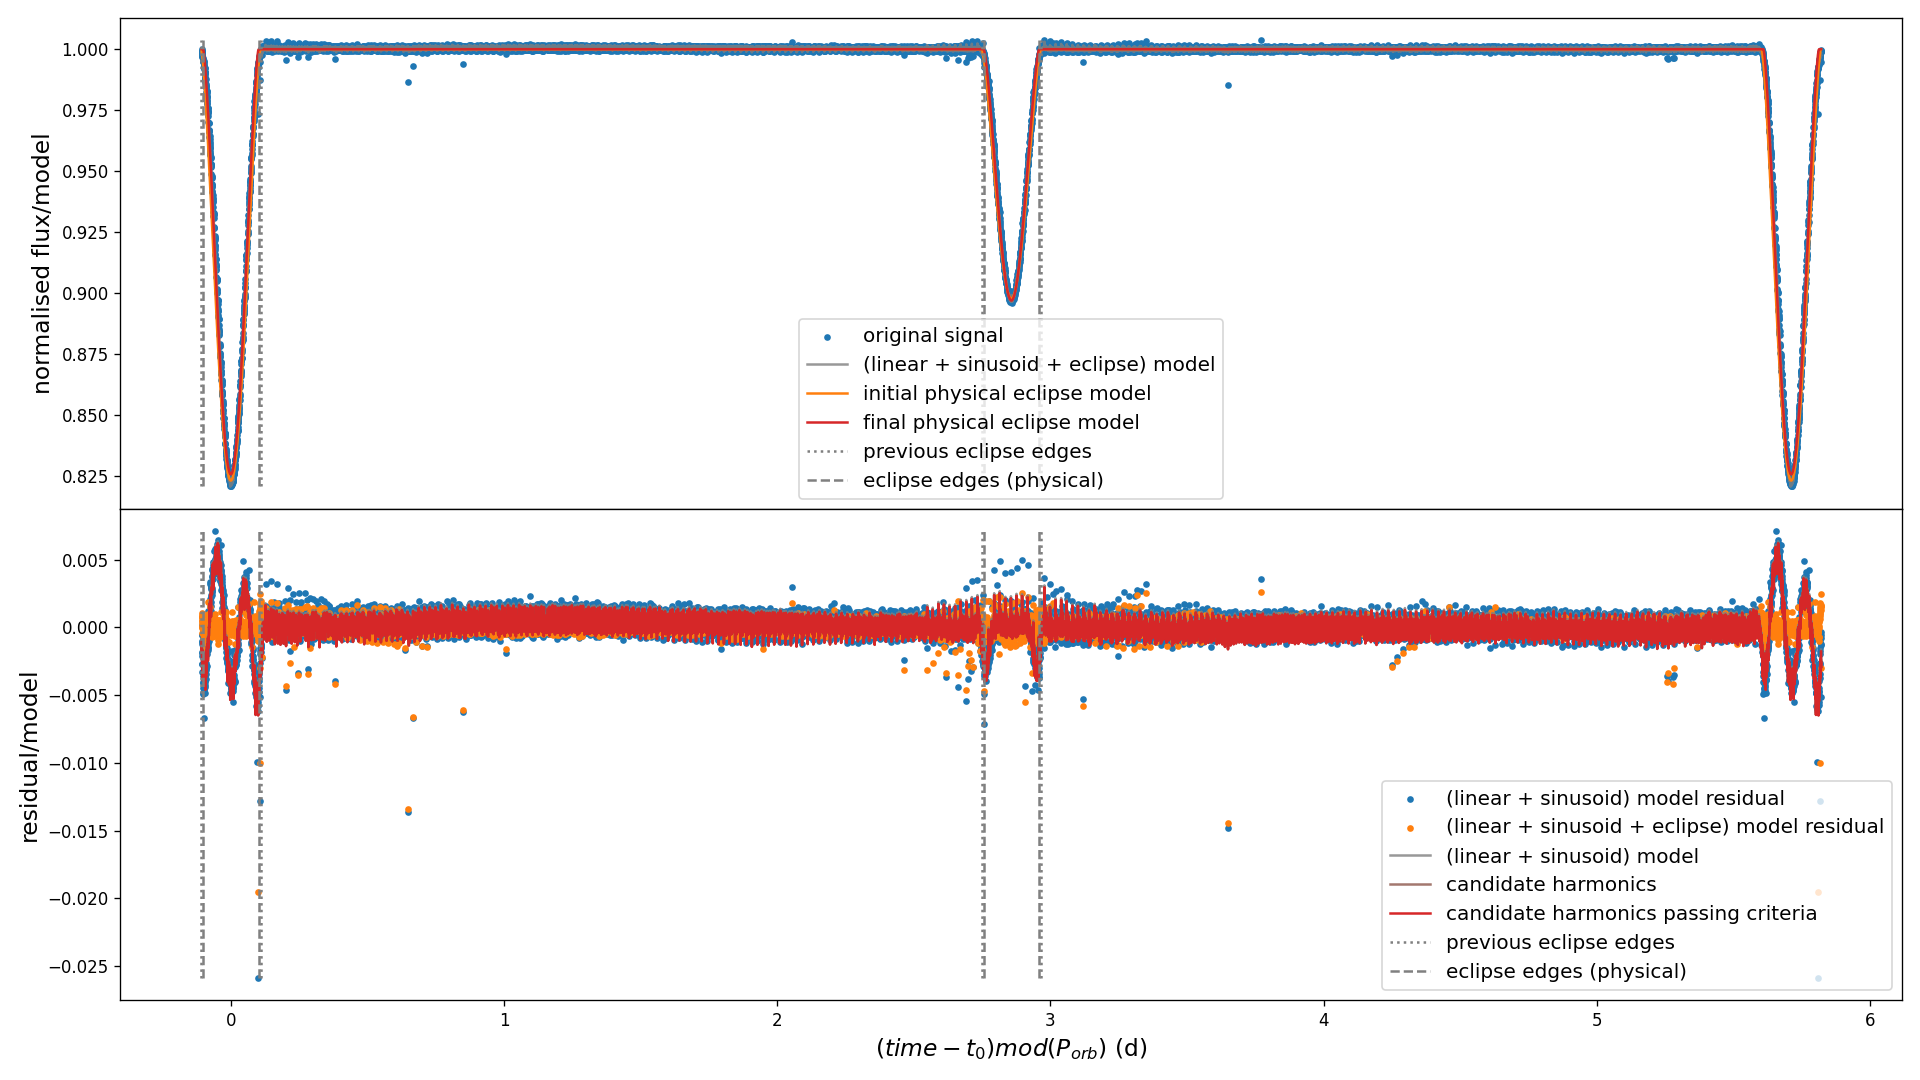 normalised flux/model
1.000
0.975
0.950
0.925
0.900
0.875
0.850
0.825
original signal
(linear + sinusoid + eclipse) model
initial physical eclipse model
final physical eclipse model
previous eclipse edges
eclipse edges (physical)
residual/model
0.005
0.000
−0.005
−0.010
−0.015
−0.020
−0.025
(linear + sinusoid) model residual
(linear + sinusoid + eclipse) model residual
(linear + sinusoid) model
candidate harmonics
candidate harmonics passing criteria
previous eclipse edges
eclipse edges (physical)
0 1 2 3 4 5 6
(time − t₀)mod(Pₒᵣb) (d)